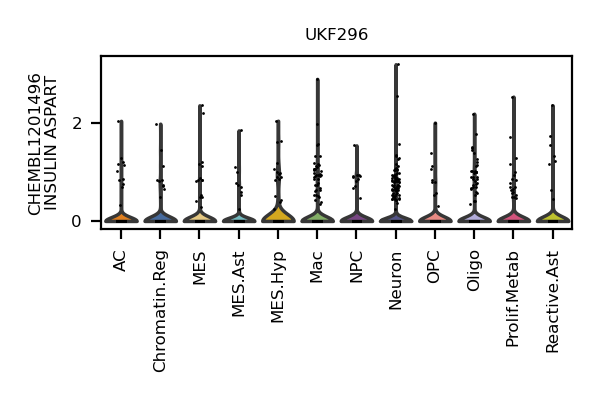 UKF296
CHEMBL1201496
INSULIN ASPART
2
0
AC
Chromatin.Reg
MES
MES.Ast
MES.Hyp
Mac
NPC
Neuron
OPC
Oligo
Prolif.Metab
Reactive.Ast